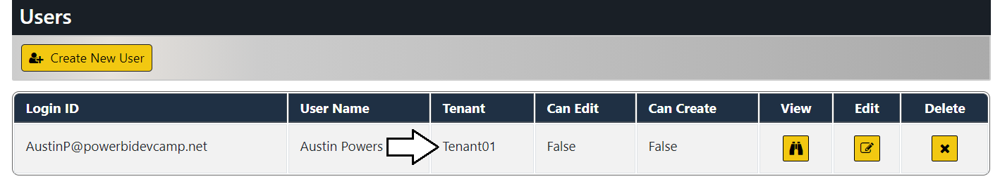 Users
Create New User
Login ID User Name Tenant Can Edit Can Create View Edit Delete
AustinP@powerbidevcamp.net Austin Powers Tenant01 False False